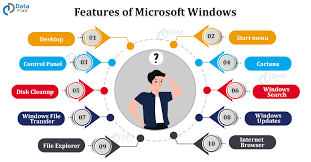 Data
Flair
Features of Microsoft Windows
Desktop
01
02
Start menu
Control Panel
03
04
Cortana
Disk Cleanup
05
06
Windows
Search
Windows File
Transfer
07
08
Windows
Updates
File Explorer
09
10
Internet
Browser